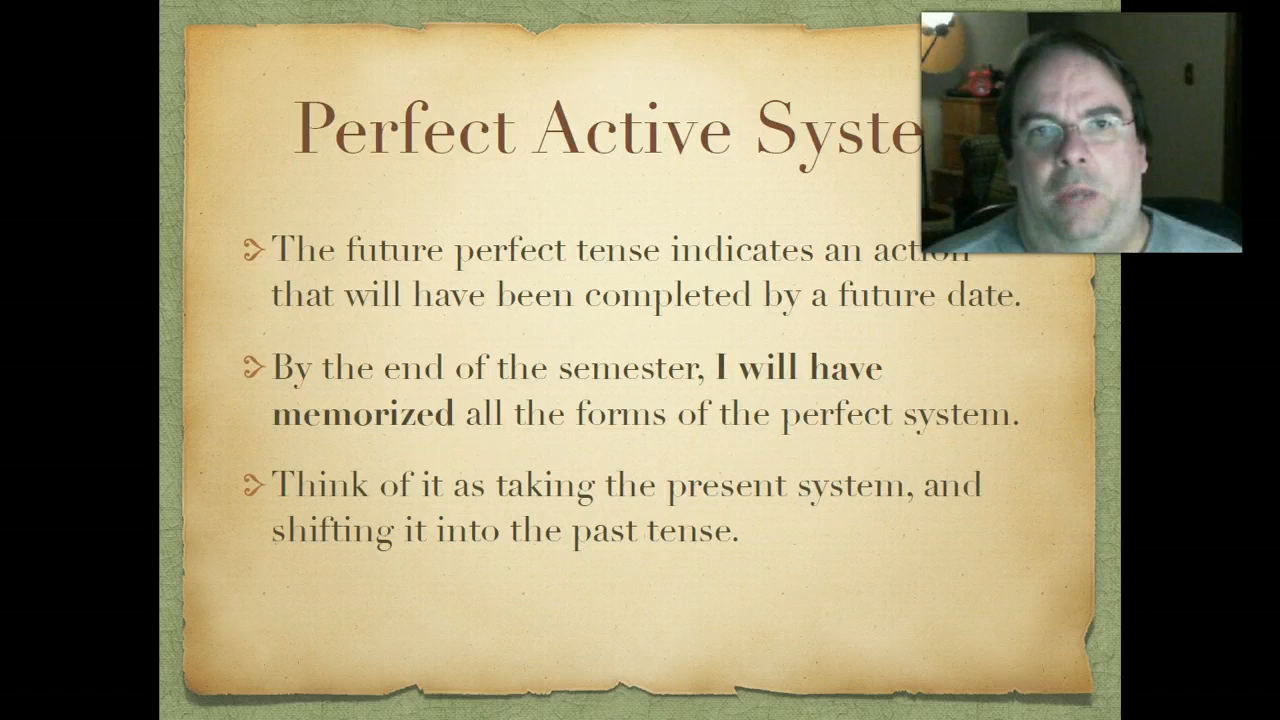 Perfect Active Syste
The future perfect tense indicates an action
that will have been completed by a future date.
By the end of the semester, I will have
memorized all the forms of the perfect system.
Think of it as taking the present system, and
shifting it into the past tense.